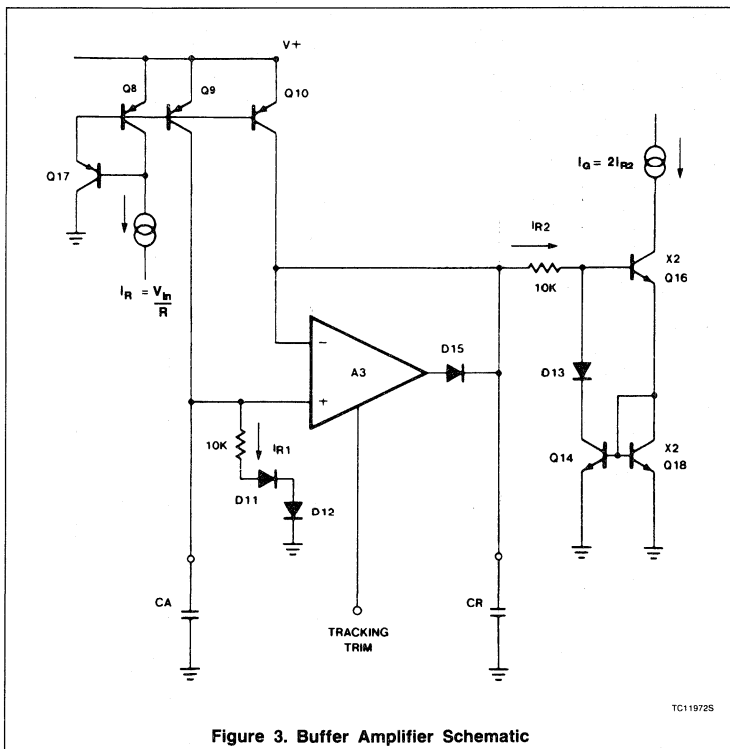 V+
Q8
Q9
Q10
Q17
I_G = 2I_R2
I_R2
X2
Q16
10K
I_R = V_in/R
D15
D13
A3
−
+
10K
I_R1
Q14
X2
Q18
D11
D12
CA
CR
TRACKING
TRIM
TC11972S
Figure 3. Buffer Amplifier Schematic